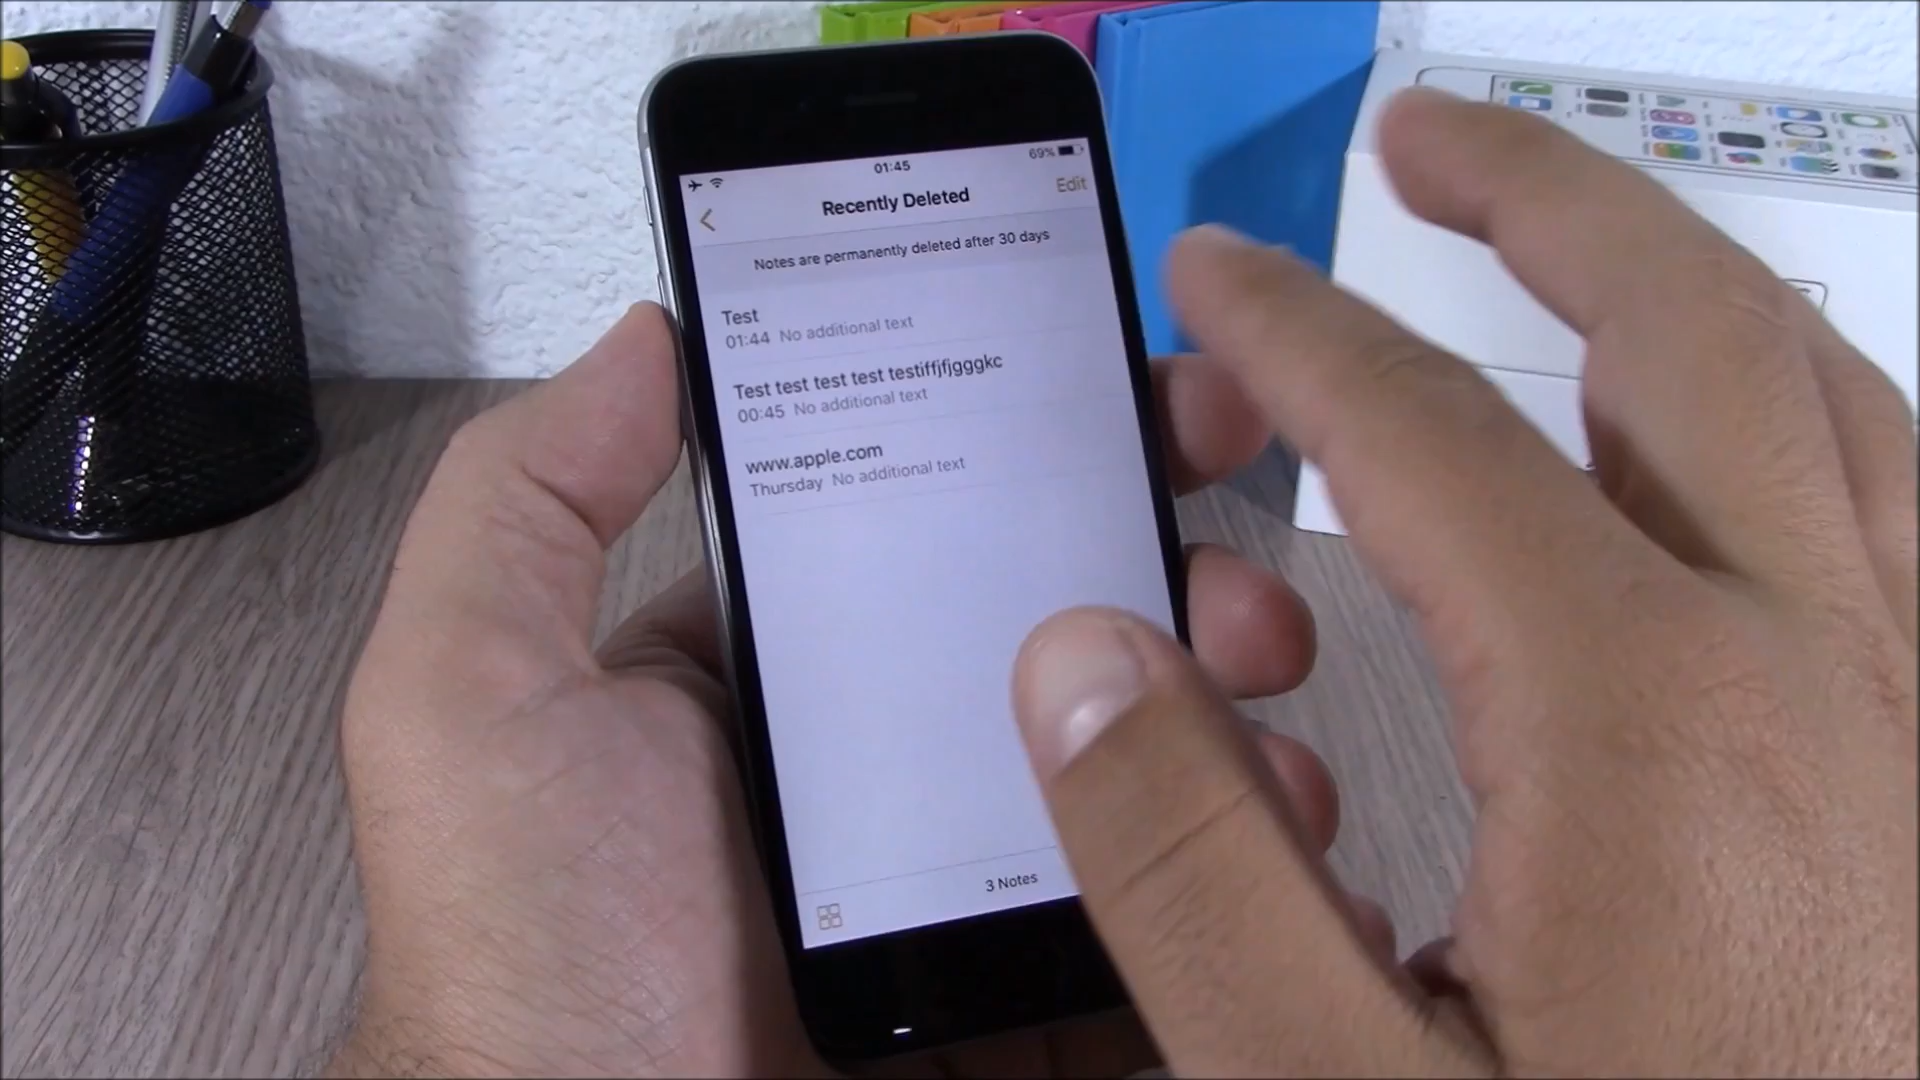 01:45
69%
Recently Deleted
Edit
Notes are permanently deleted after 30 days
Test
01:44 No additional text
Test test test test testiffjfjgggkc
00:45 No additional text
www.apple.com
Thursday No additional text
3 Notes